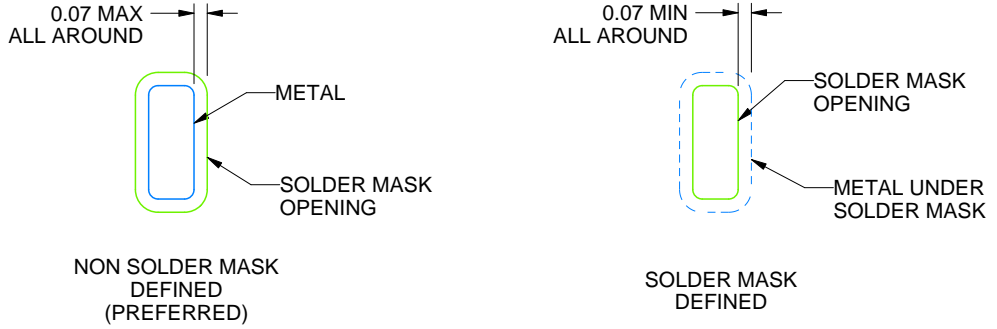 0.07 MAX
ALL AROUND
METAL
SOLDER MASK
OPENING
NON SOLDER MASK
DEFINED
(PREFERRED)
0.07 MIN
ALL AROUND
SOLDER MASK
OPENING
METAL UNDER
SOLDER MASK
SOLDER MASK
DEFINED